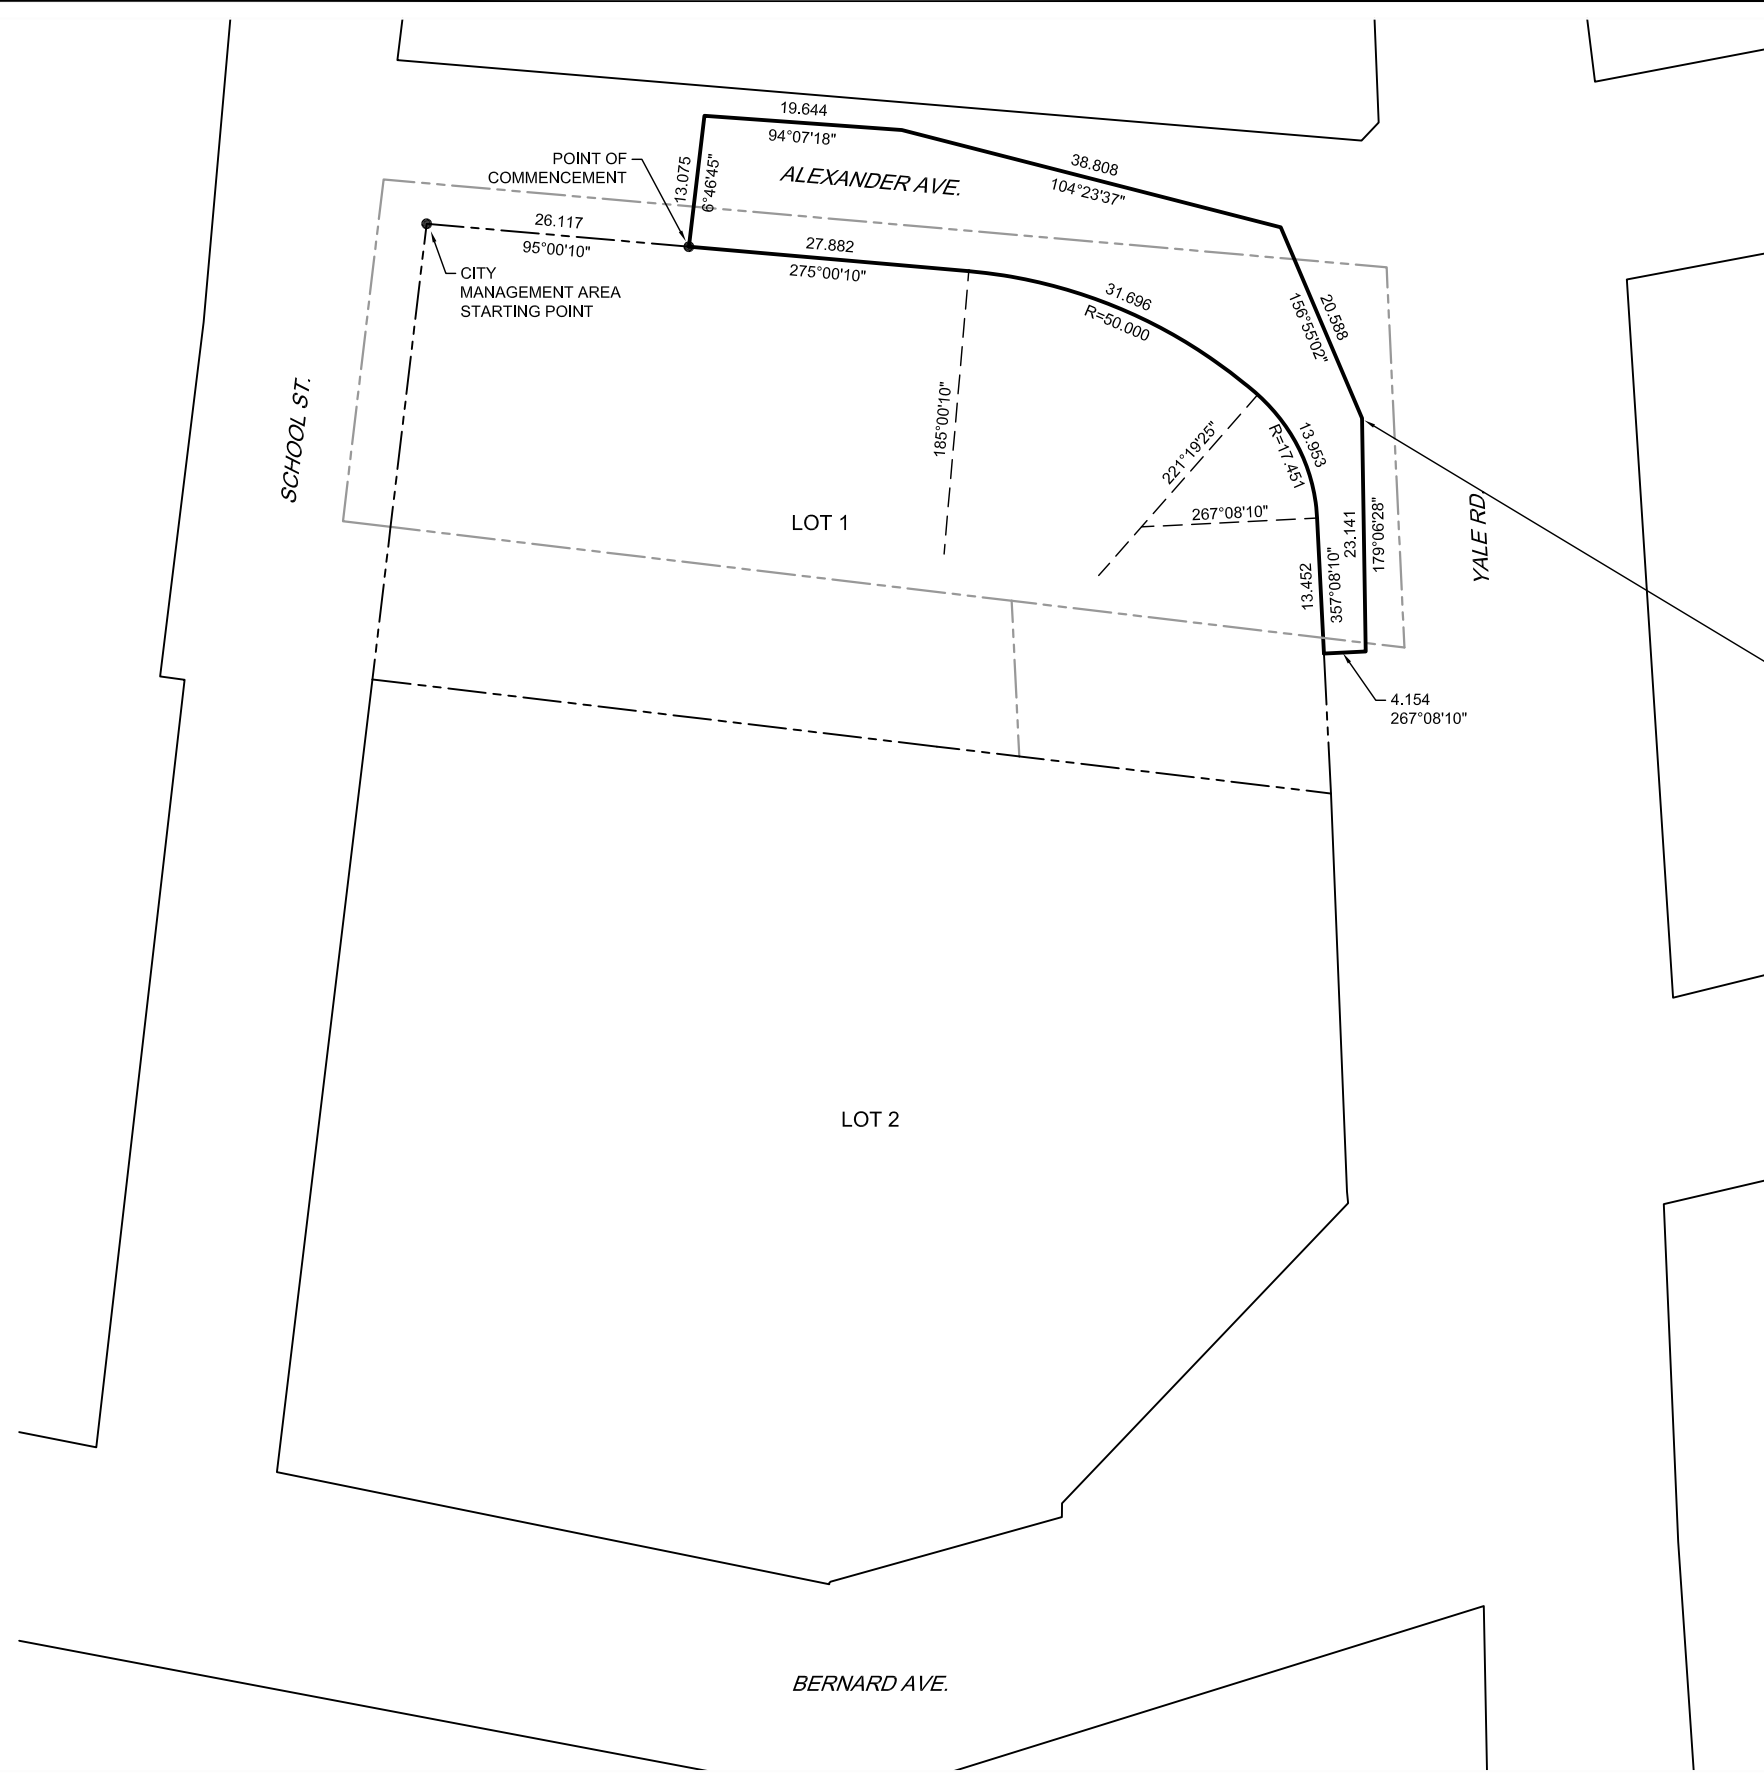 19.644
94°07'18"
13.075
6°46'45"
POINT OF
COMMENCEMENT
ALEXANDER AVE.
38.808
104°23'37"
26.117
95°00'10"
27.882
275°00'10"
CITY
MANAGEMENT AREA
STARTING POINT
31.696
R=50.000
20.588
156°55'02"
SCHOOL ST.
185°00'10"
221°19'25"
13.953
R=17.451
267°08'10"
LOT 1
23.141
179°06'28"
YALE RD.
13.452
357°08'10"
4.154
267°08'10"
LOT 2
BERNARD AVE.